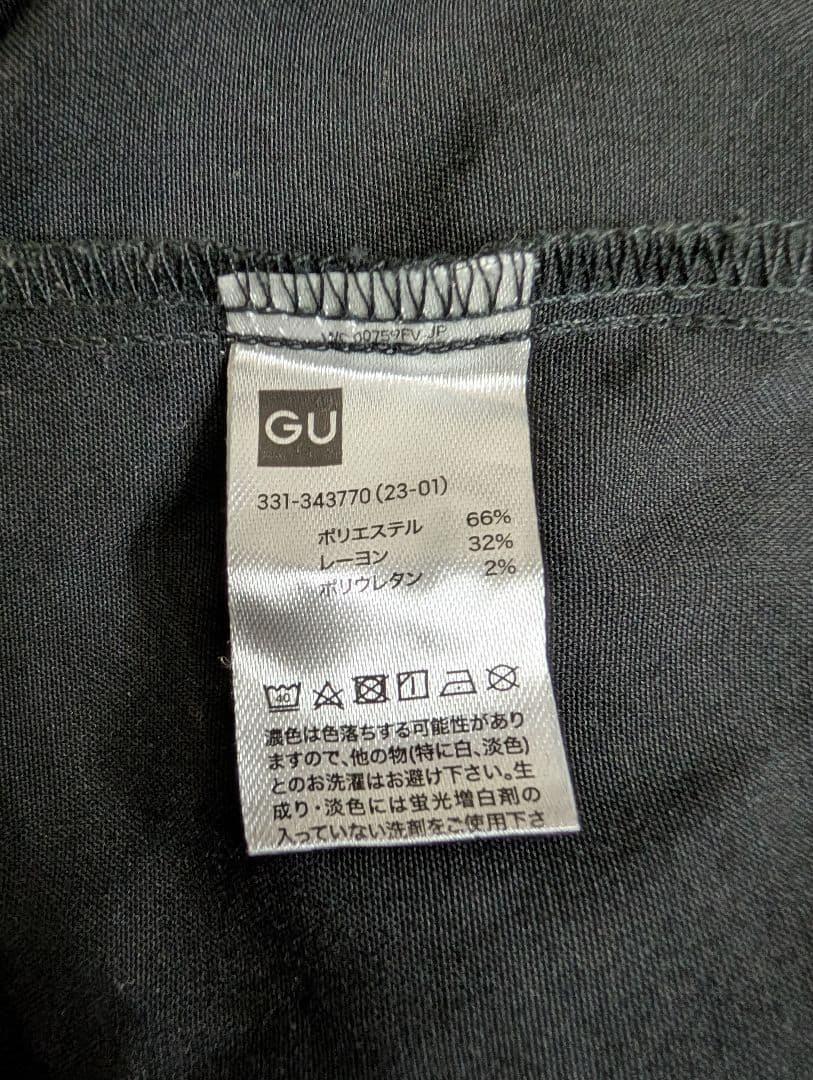 GU
331-343770(23-01)
ポリエステル 66%
レーヨン 32%
ポリウレタン 2%
40
濃色は色落ちする可能性があり
ますので、他の物(特に白、淡色)
とのお洗濯はお避け下さい。生
成り・淡色には蛍光増白剤の
入っていない洗剤をご使用下さ